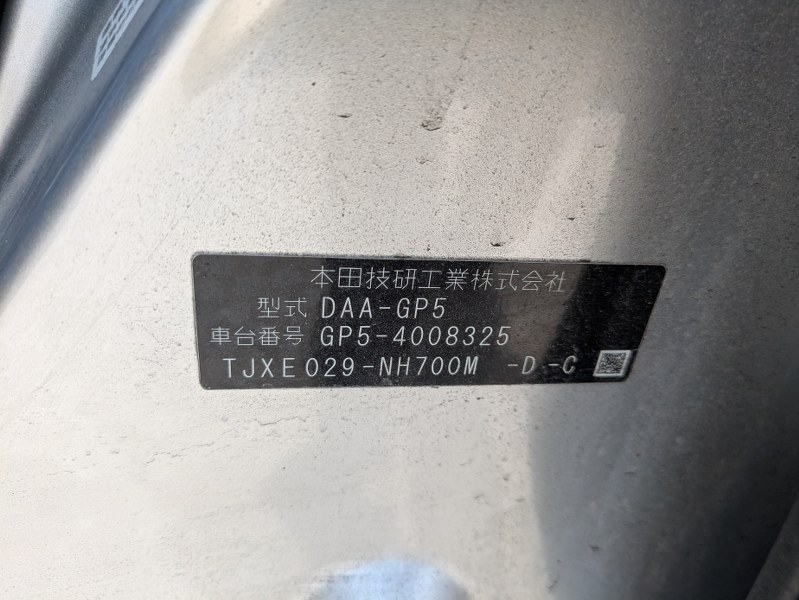 本田技研工業株式会社
型式 DAA-GP5
車台番号 GP5-4008325
TJXE029-NH700M -D -C